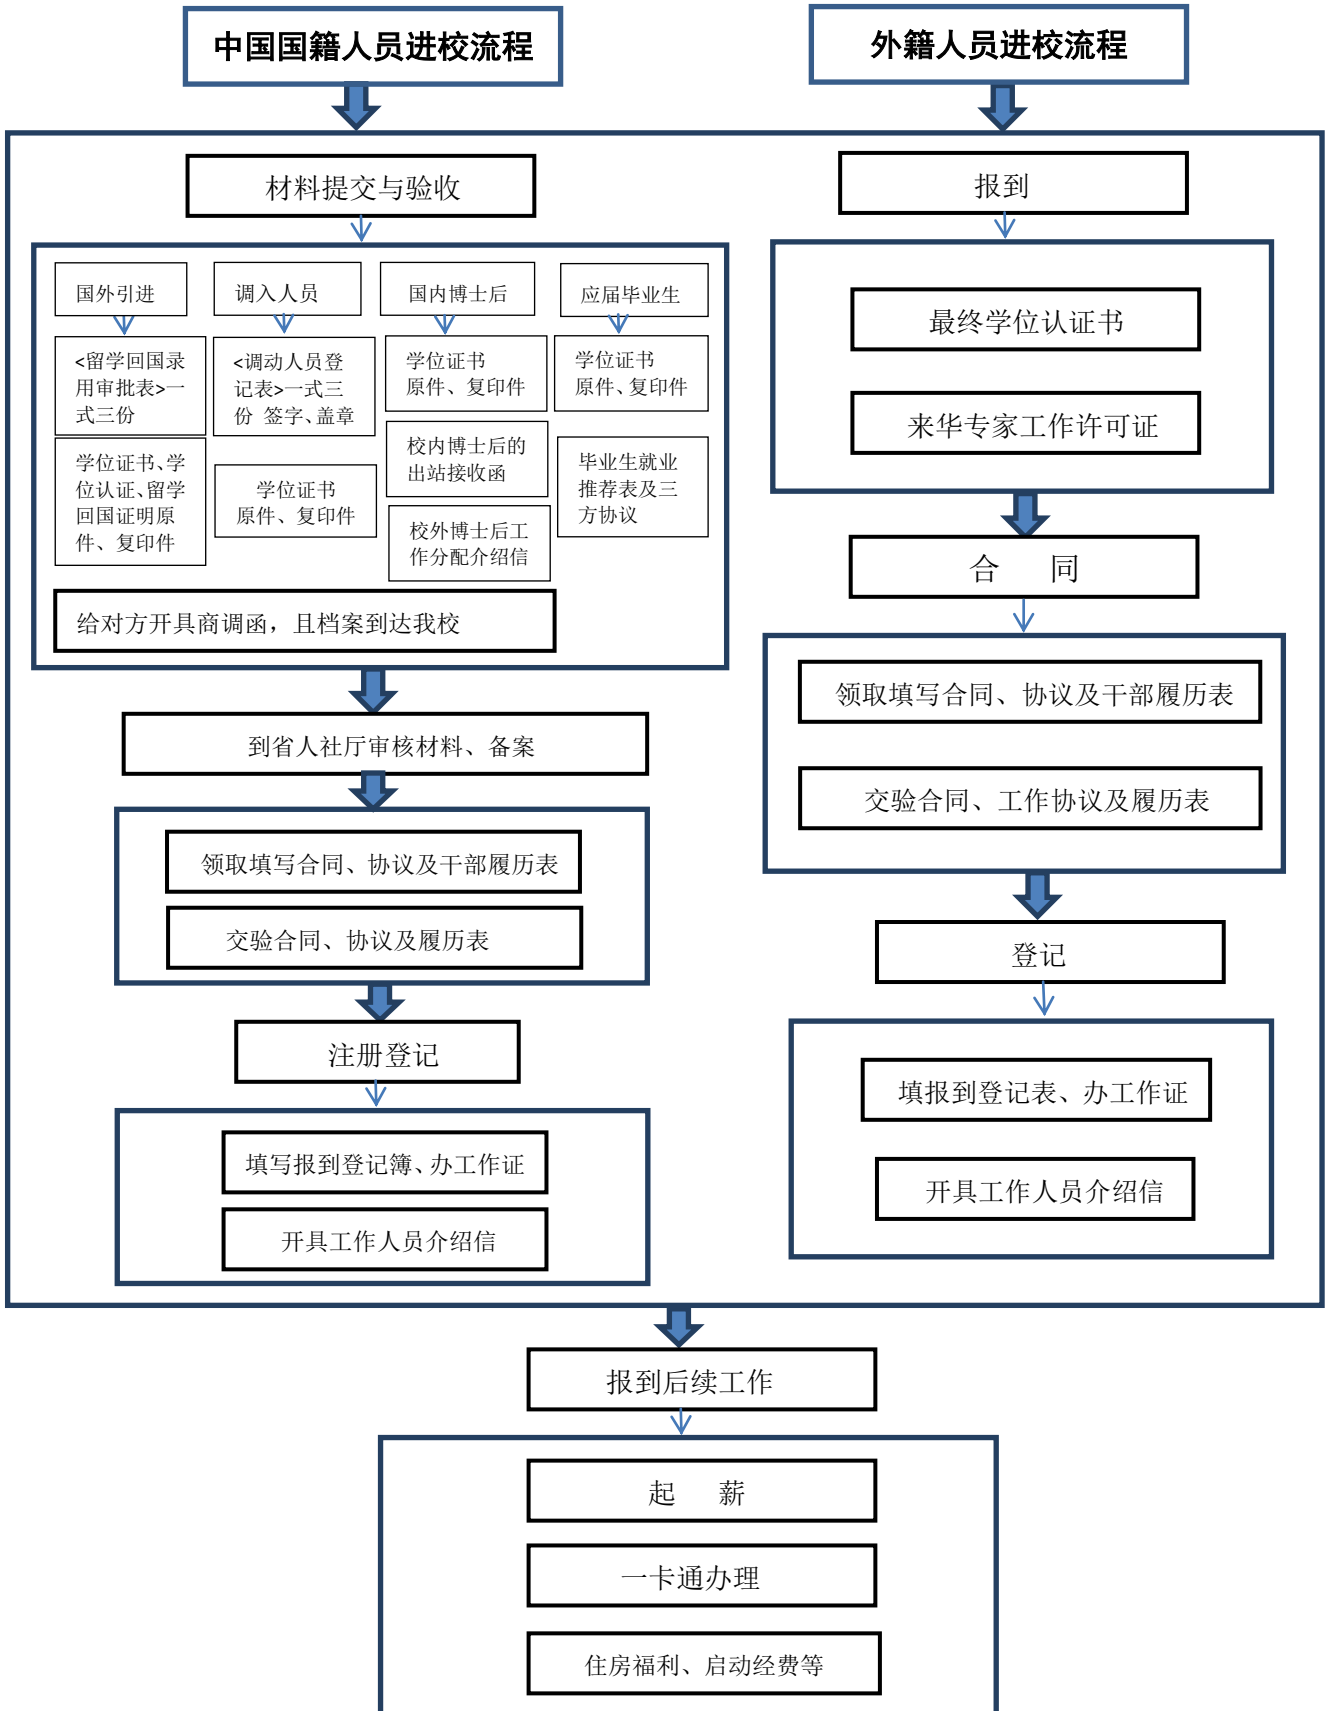 中国国籍人员进校流程
外籍人员进校流程
材料提交与验收
国外引进
<留学回国录
用审批表>一
式三份
学位证书、学
位认证、留学
回国证明原
件、复印件
调入人员
<调动人员登
记表>一式三
份 签字、盖章
学位证书
原件、复印件
国内博士后
学位证书
原件、复印件
校内博士后的
出站接收函
校外博士后工
作分配介绍信
应届毕业生
学位证书
原件、复印件
毕业生就业
推荐表及三
方协议
给对方开具商调函，且档案到达我校
到省人社厅审核材料、备案
领取填写合同、协议及干部履历表
交验合同、协议及履历表
注册登记
填写报到登记簿、办工作证
开具工作人员介绍信
报到
最终学位认证书
来华专家工作许可证
合 同
领取填写合同、协议及干部履历表
交验合同、工作协议及履历表
登记
填报到登记表、办工作证
开具工作人员介绍信
报到后续工作
起 薪
一卡通办理
住房福利、启动经费等